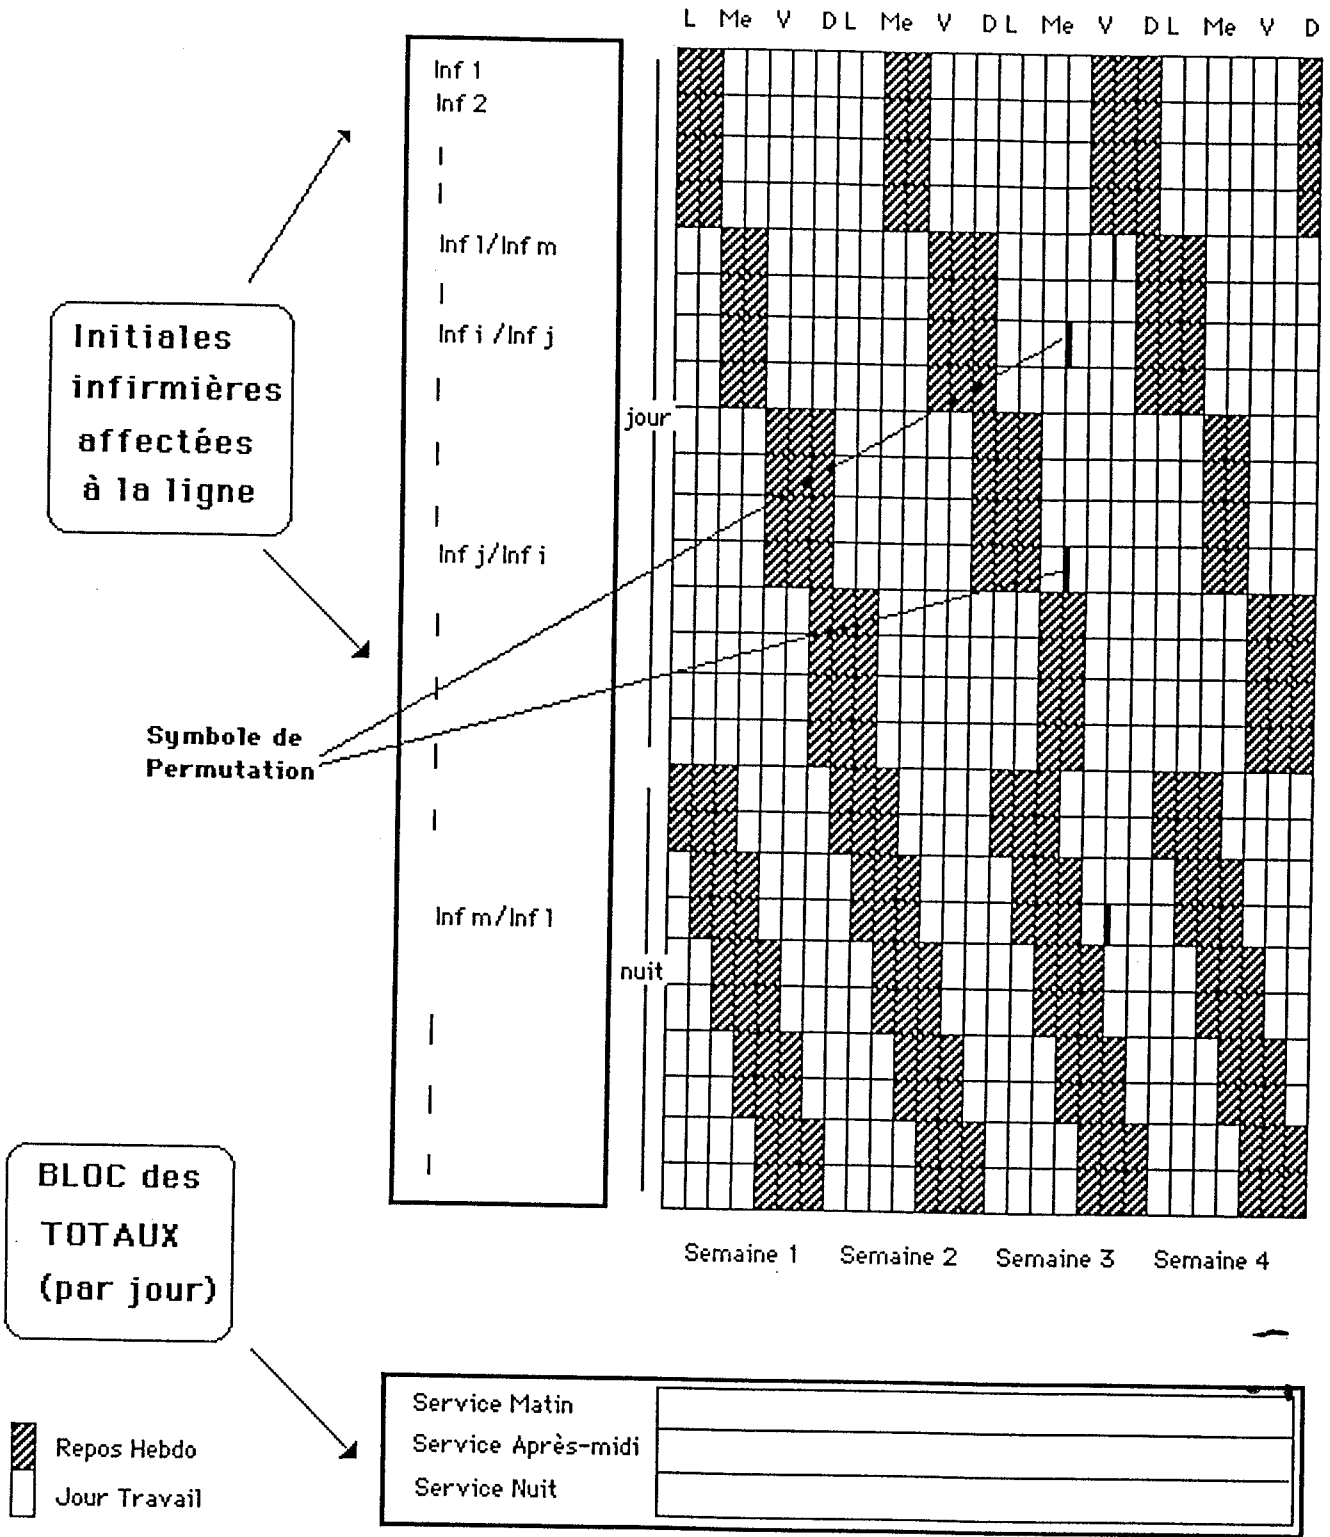 L Me V D L Me V D L Me V D L Me V D
Inf 1
Inf 2
Inf l/Inf m
Inf i/Inf j
Initiales
infirmières
affectées
à la ligne
jour
Inf j/Inf i
Symbole de
Permutation
Inf m/Inf l
nuit
BLOC des
TOTAUX
(par jour)
Semaine 1 Semaine 2 Semaine 3 Semaine 4
Service Matin
Service Après-midi
Service Nuit
Repos Hebdo
Jour Travail